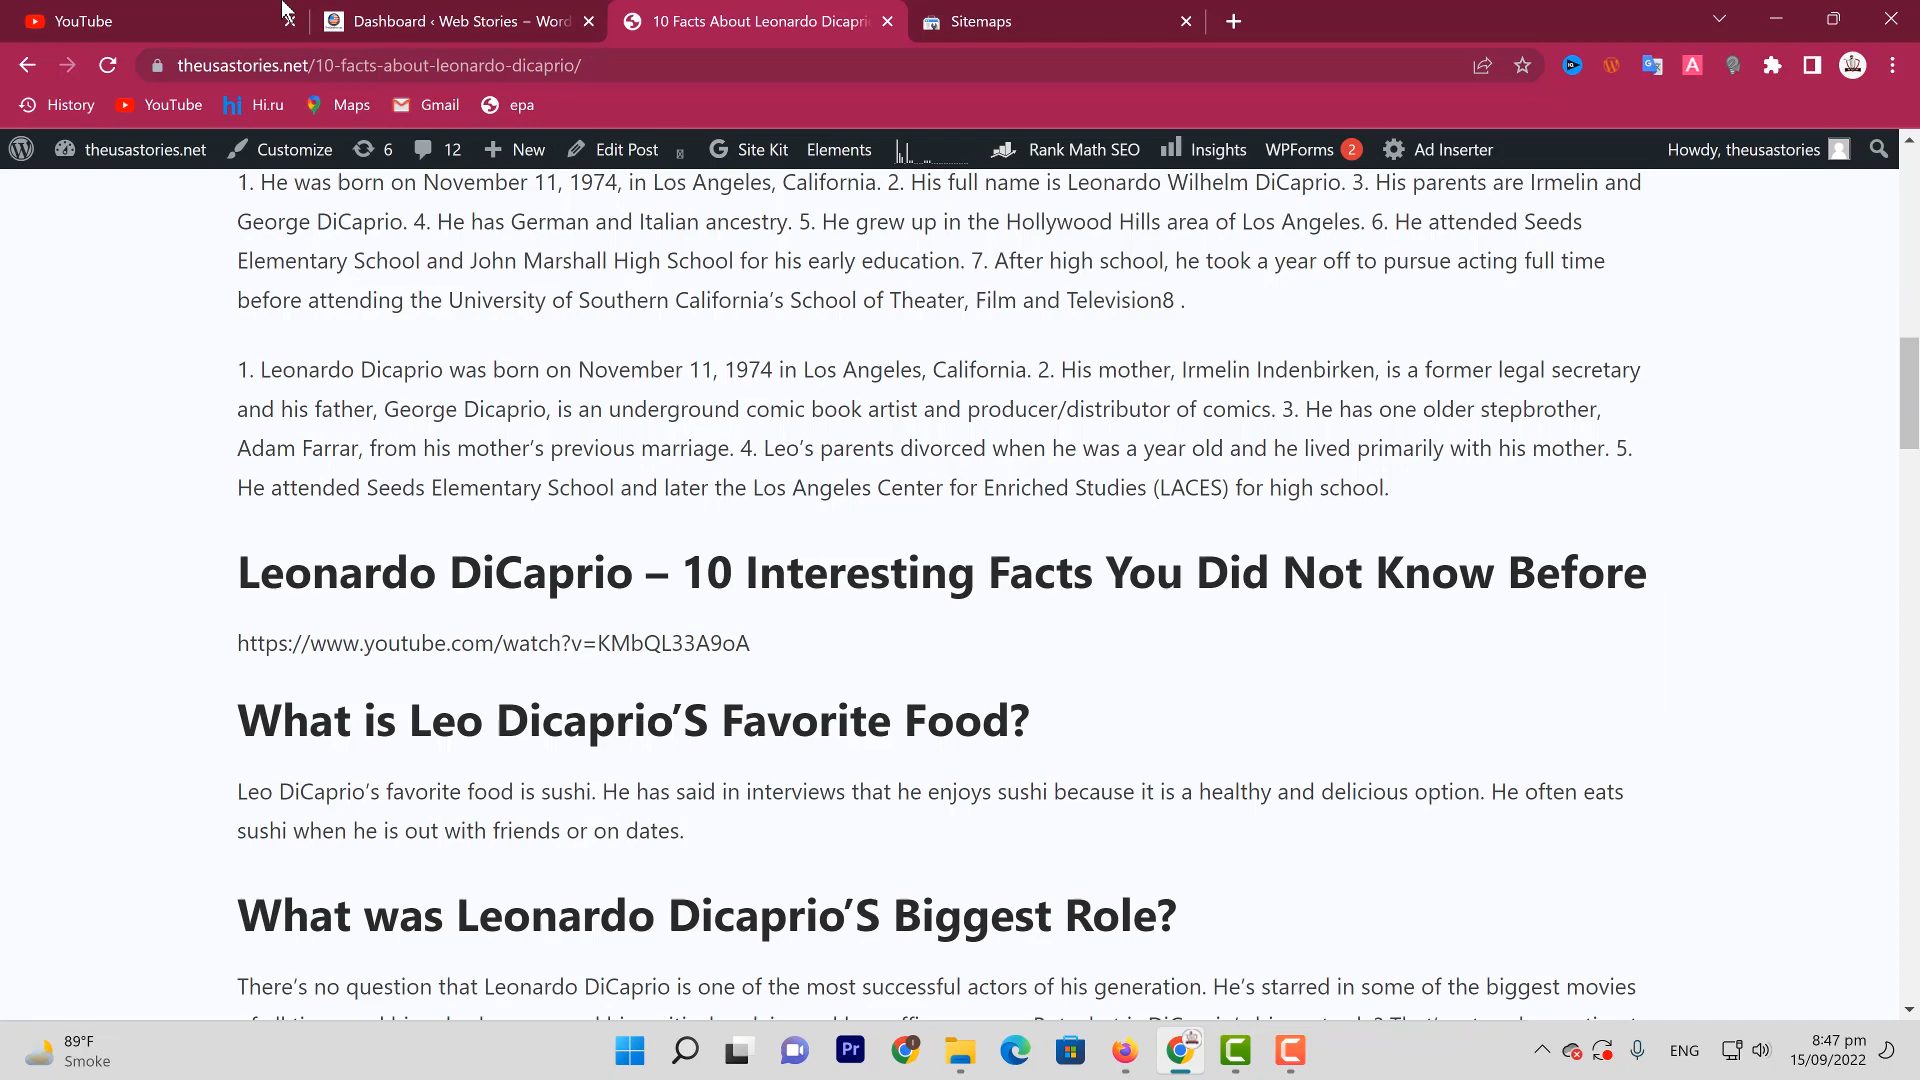 YouTube
Dashboard ‹ Web Stories – Word
10 Facts About Leonardo Dicapri
Sitemaps
theusastories.net/10-facts-about-leonardo-dicaprio/
History
YouTube
Hi.ru
Maps
Gmail
epa
theusastories.net
Customize
6
12
New
Edit Post
Site Kit
Elements
Rank Math SEO
Insights
WPForms 2
Ad Inserter
Howdy, theusastories
1. He was born on November 11, 1974, in Los Angeles, California. 2. His full name is Leonardo Wilhelm DiCaprio. 3. His parents are Irmelin and
George DiCaprio. 4. He has German and Italian ancestry. 5. He grew up in the Hollywood Hills area of Los Angeles. 6. He attended Seeds
Elementary School and John Marshall High School for his early education. 7. After high school, he took a year off to pursue acting full time
before attending the University of Southern California’s School of Theater, Film and Television8 .
1. Leonardo Dicaprio was born on November 11, 1974 in Los Angeles, California. 2. His mother, Irmelin Indenbirken, is a former legal secretary
and his father, George Dicaprio, is an underground comic book artist and producer/distributor of comics. 3. He has one older stepbrother,
Adam Farrar, from his mother’s previous marriage. 4. Leo’s parents divorced when he was a year old and he lived primarily with his mother. 5.
He attended Seeds Elementary School and later the Los Angeles Center for Enriched Studies (LACES) for high school.
Leonardo DiCaprio – 10 Interesting Facts You Did Not Know Before
https://www.youtube.com/watch?v=KMbQL33A9oA
What is Leo Dicaprio’S Favorite Food?
Leo DiCaprio’s favorite food is sushi. He has said in interviews that he enjoys sushi because it is a healthy and delicious option. He often eats
sushi when he is out with friends or on dates.
What was Leonardo Dicaprio’S Biggest Role?
There’s no question that Leonardo DiCaprio is one of the most successful actors of his generation. He’s starred in some of the biggest movies
89°F
Smoke
Pr
ENG
8:47 pm
15/09/2022